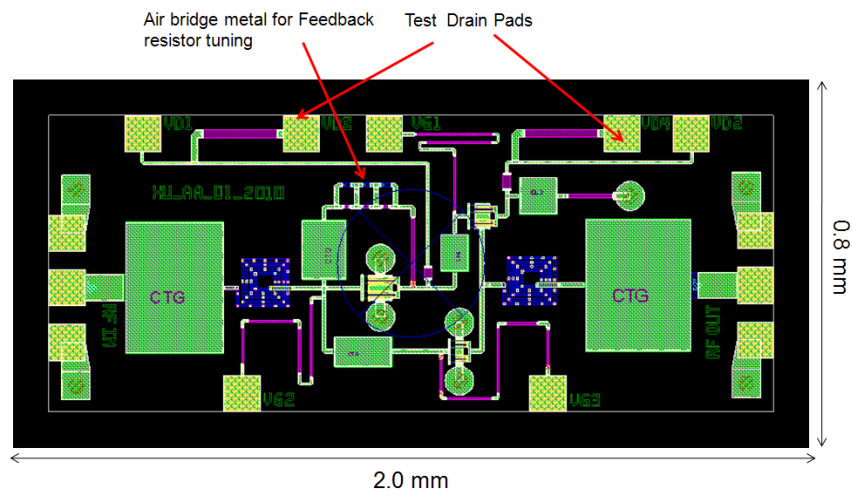 Air bridge metal for Feedback
resistor tuning
Test Drain Pads
VD1
VD3
VG1
VD4
VD2
CTG
CTG
RF IN
RF OUT
VG2
VG3
0.8 mm
2.0 mm